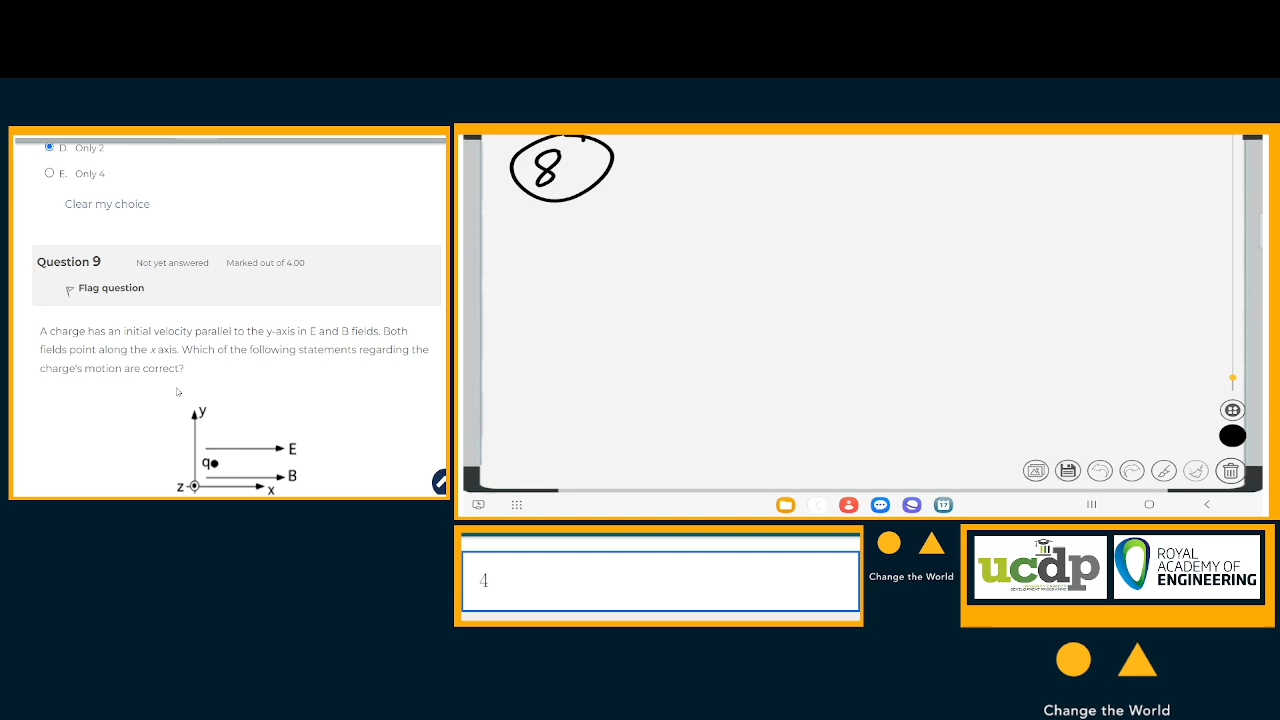 D. Only 2
E. Only 4
Clear my choice
Question 9
Not yet answered
Marked out of 4.00
Flag question
A charge has an initial velocity parallel to the y-axis in E and B fields. Both
fields point along the x axis. Which of the following statements regarding the
charge's motion are correct?
y
E
q
B
z
x
8
17
4
Change the World
ucdp
ROYAL
ACADEMY OF
ENGINEERING
Change the World